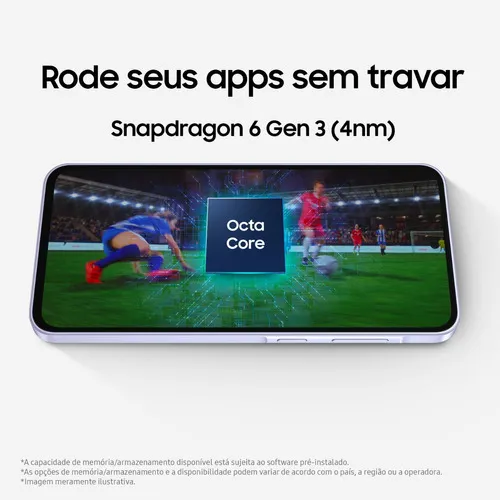 Rode seus apps sem travar
Snapdragon 6 Gen 3 (4nm)
Octa
Core
*A capacidade de memória/armazenamento disponível está sujeita ao software pré-instalado.
*As opções de memória/armazenamento e a disponibilidade podem variar de acordo com o país, a região ou a operadora.
*Imagem meramente ilustrativa.